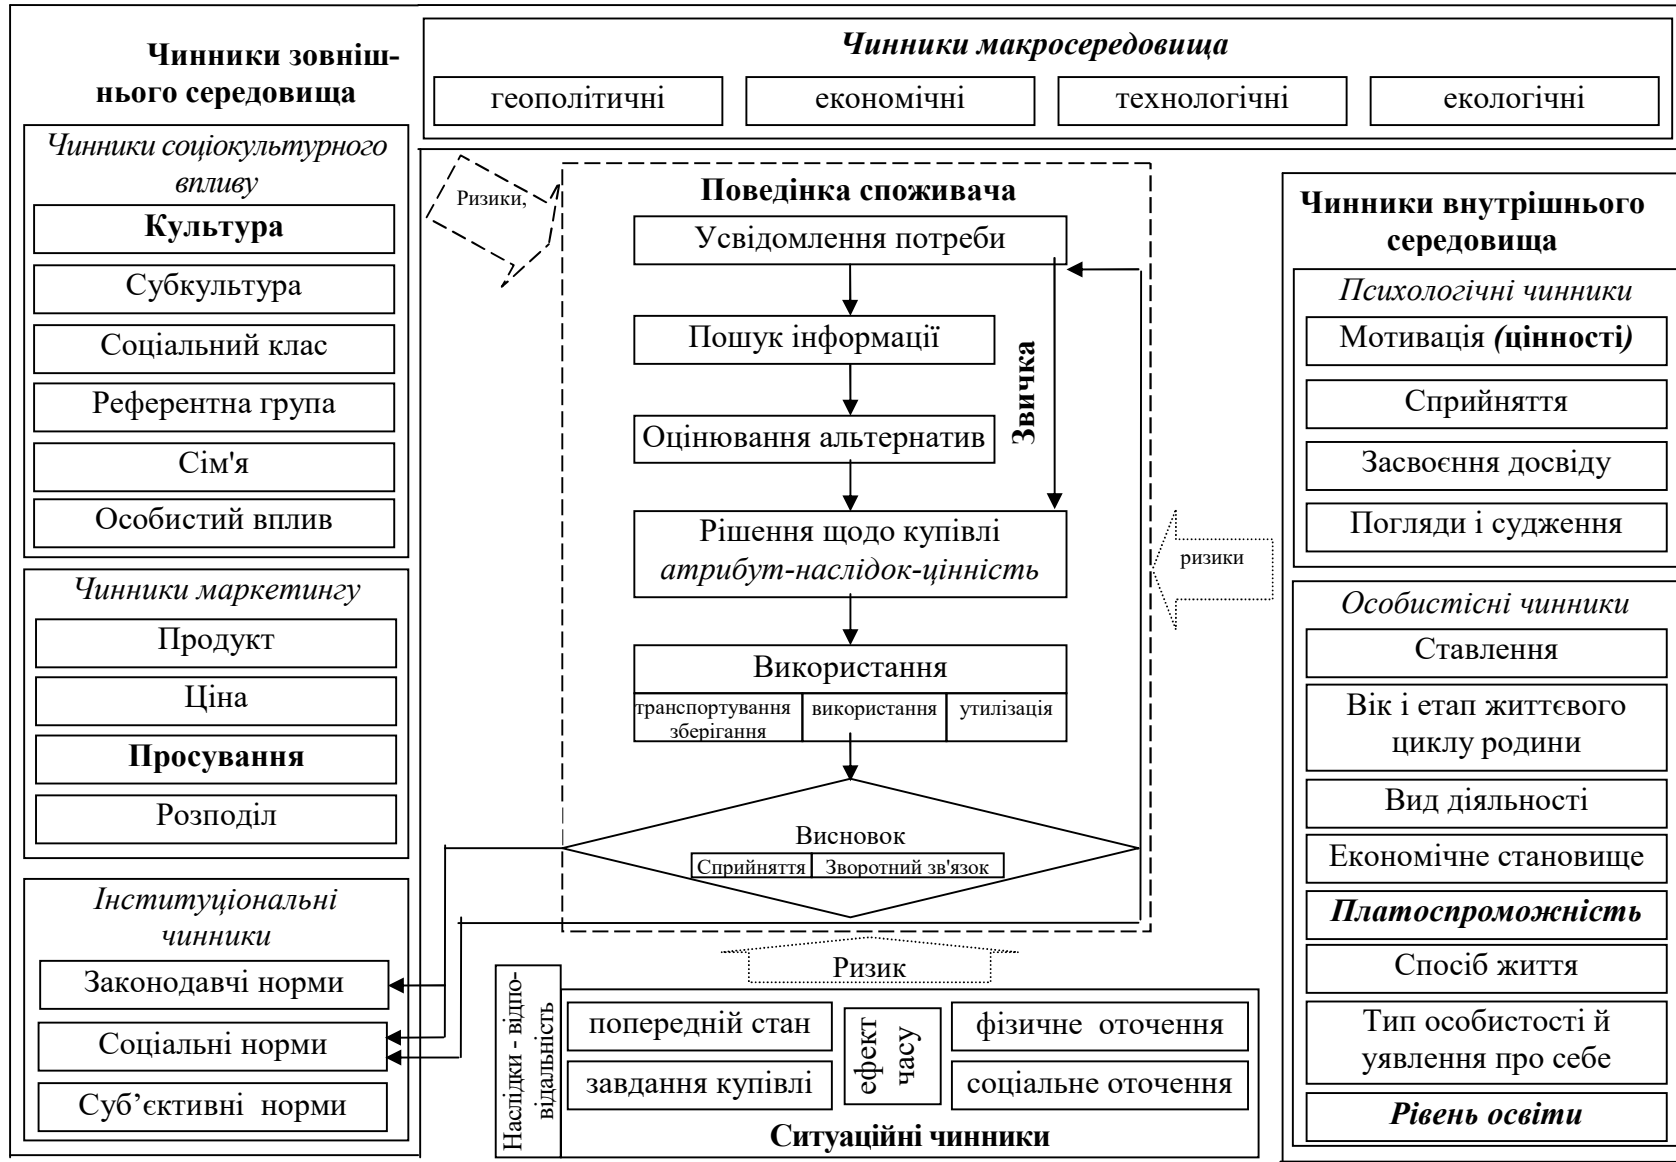 Чинники зовніш-
нього середовища
Чинники соціокультурного
впливу
Культура
Субкультура
Соціальний клас
Референтна група
Сім'я
Особистий вплив
Чинники маркетингу
Продукт
Ціна
Просування
Розподіл
Інституціональні
чинники
Законодавчі норми
Соціальні норми
Суб’єктивні норми
Чинники макросередовища
геополітичні
економічні
технологічні
екологічні
Ризики,
Поведінка споживача
Усвідомлення потреби
Пошук інформації
Оцінювання альтернатив
Звичка
Рішення щодо купівлі
атрибут-наслідок-цінність
Використання
транспортування
зберігання
використання
утилізація
Висновок
Сприйняття
Зворотний зв'язок
ризики
Ризик
Наслідки - відпо-
відальність
попередній стан
завдання купівлі
ефект
часу
фізичне оточення
соціальне оточення
Ситуаційні чинники
Чинники внутрішнього
середовища
Психологічні чинники
Мотивація (цінності)
Сприйняття
Засвоєння досвіду
Погляди і судження
Особистісні чинники
Ставлення
Вік і етап життєвого
циклу родини
Вид діяльності
Економічне становище
Платоспроможність
Спосіб життя
Тип особистості й
уявлення про себе
Рівень освіти